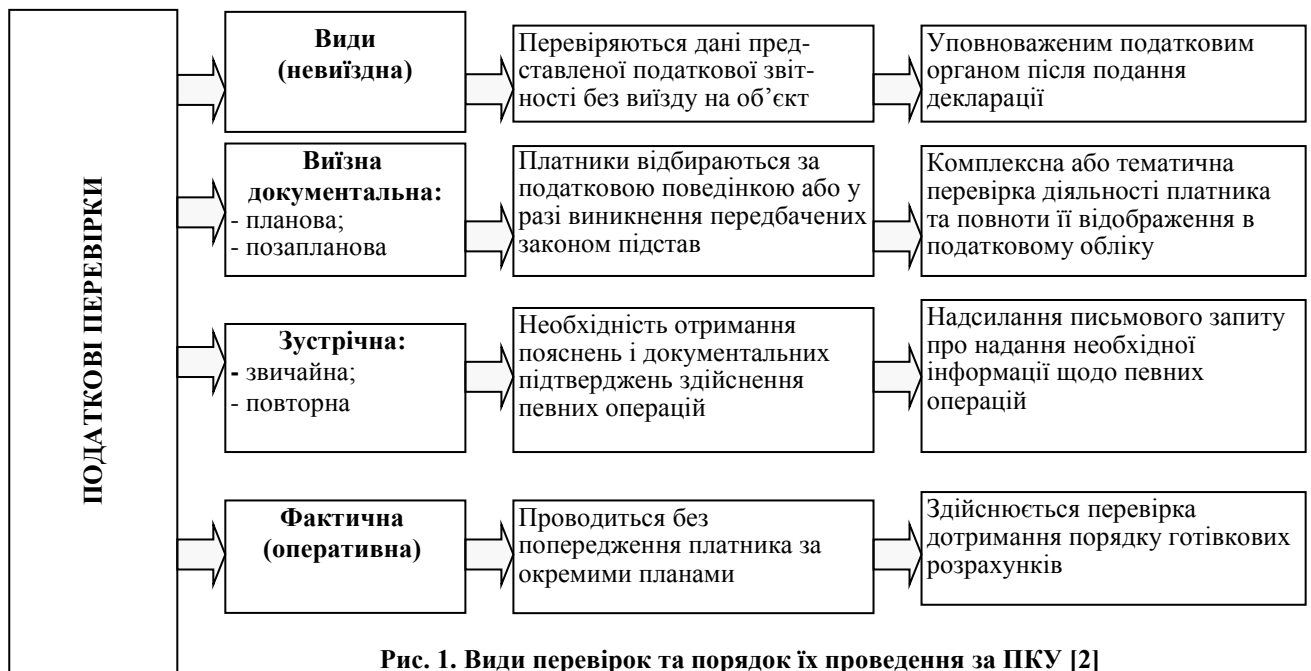 ПОДАТКОВІ ПЕРЕВІРКИ
Види
(невиїздна)
Перевіряються дані пред-
ставленої податкової звіт-
ності без виїзду на об’єкт
Уповноваженим податковим
органом після подання
декларації
Виїзна
документальна:
- планова;
- позапланова
Платники відбираються за
податковою поведінкою або у
разі виникнення передбачених
законом підстав
Комплексна або тематична
перевірка діяльності платника
та повноти її відображення в
податковому обліку
Зустрічна:
- звичайна;
- повторна
Необхідність отримання
пояснень і документальних
підтверджень здійснення
певних операцій
Надсилання письмового запиту
про надання необхідної
інформації щодо певних
операцій
Фактична
(оперативна)
Проводиться без
попередження платника за
окремими планами
Здійснюється перевірка
дотримання порядку готівкових
розрахунків
Рис. 1. Види перевірок та порядок їх проведення за ПКУ [2]